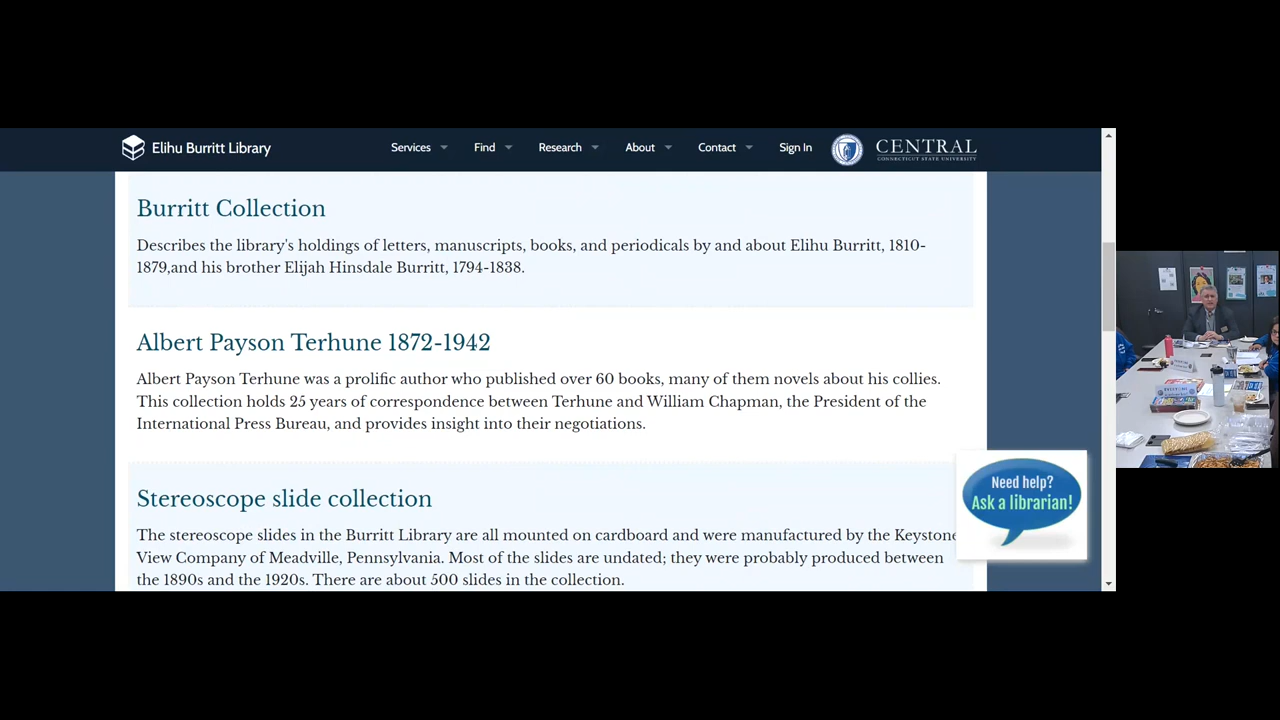 Elihu Burritt Library
Services
Find
Research
About
Contact
Sign In
CENTRAL
CONNECTICUT STATE UNIVERSITY
Burritt Collection
Describes the library's holdings of letters, manuscripts, books, and periodicals by and about Elihu Burritt, 1810-
1879,and his brother Elijah Hinsdale Burritt, 1794-1838.
Albert Payson Terhune 1872-1942
Albert Payson Terhune was a prolific author who published over 60 books, many of them novels about his collies.
This collection holds 25 years of correspondence between Terhune and William Chapman, the President of the
International Press Bureau, and provides insight into their negotiations.
Stereoscope slide collection
The stereoscope slides in the Burritt Library are all mounted on cardboard and were manufactured by the Keystone
View Company of Meadville, Pennsylvania. Most of the slides are undated; they were probably produced between
the 1890s and the 1920s. There are about 500 slides in the collection.
Need help?
Ask a librarian!